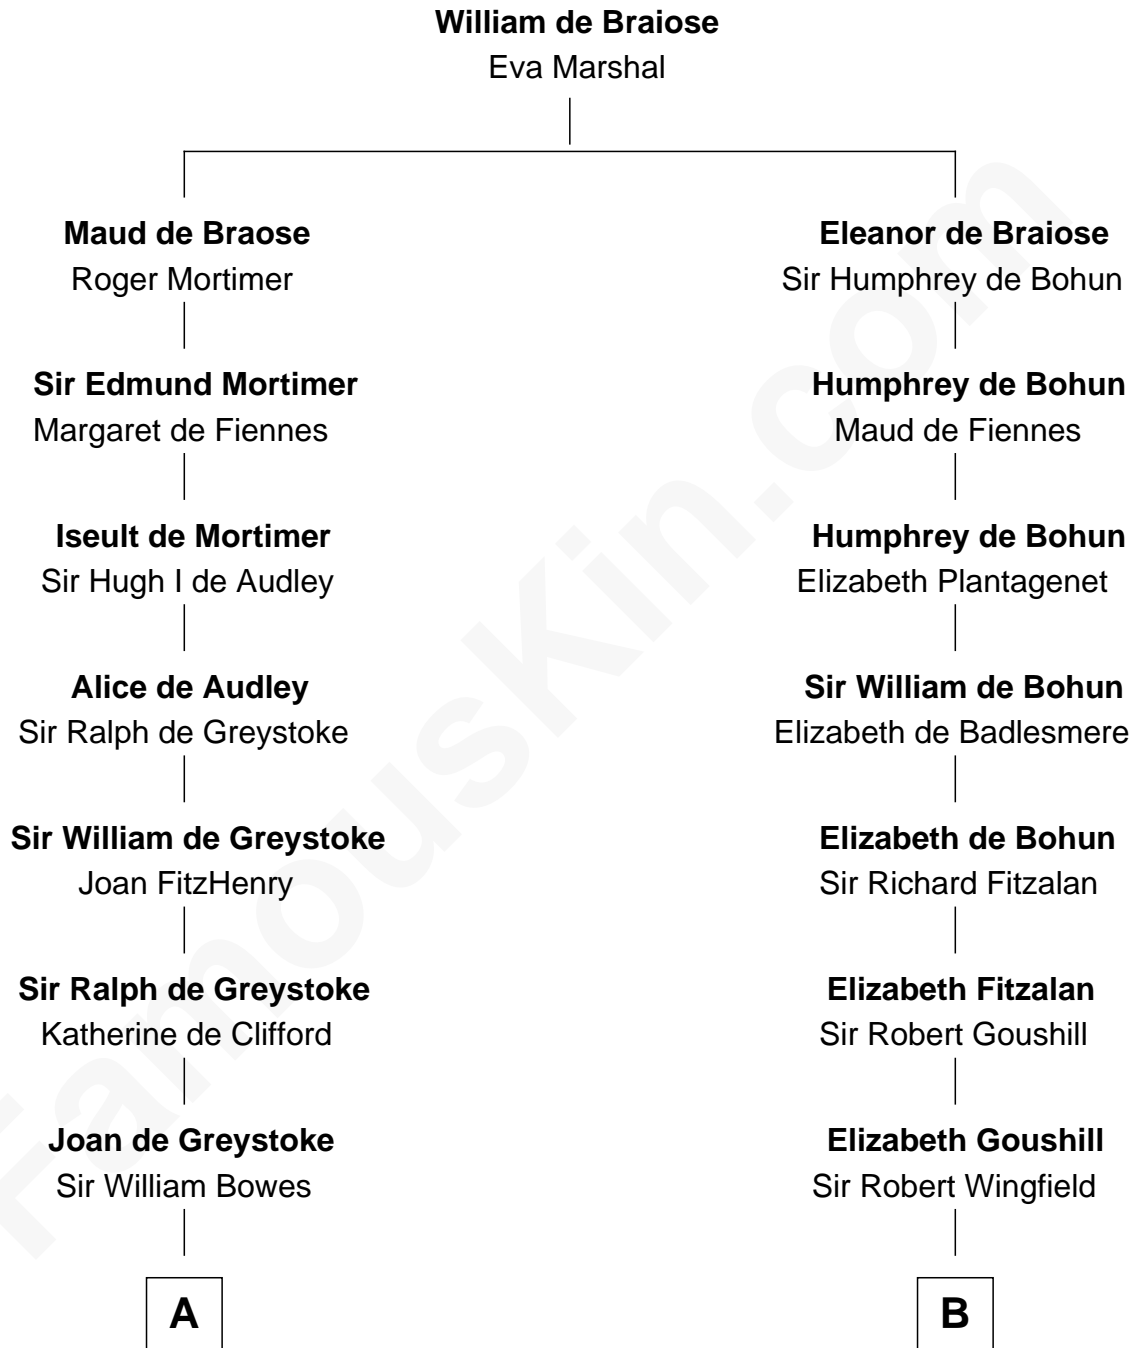 William de Braiose
Eva Marshal
Maud de Braose
Roger Mortimer
Eleanor de Braiose
Sir Humphrey de Bohun
Sir Edmund Mortimer
Margaret de Fiennes
Humphrey de Bohun
Maud de Fiennes
Iseult de Mortimer
Sir Hugh I de Audley
Humphrey de Bohun
Elizabeth Plantagenet
Alice de Audley
Sir Ralph de Greystoke
Sir William de Bohun
Elizabeth de Badlesmere
Sir William de Greystoke
Joan FitzHenry
Elizabeth de Bohun
Sir Richard Fitzalan
Sir Ralph de Greystoke
Katherine de Clifford
Elizabeth Fitzalan
Sir Robert Goushill
Joan de Greystoke
Sir William Bowes
Elizabeth Goushill
Sir Robert Wingfield
A
B
FamousKin.com